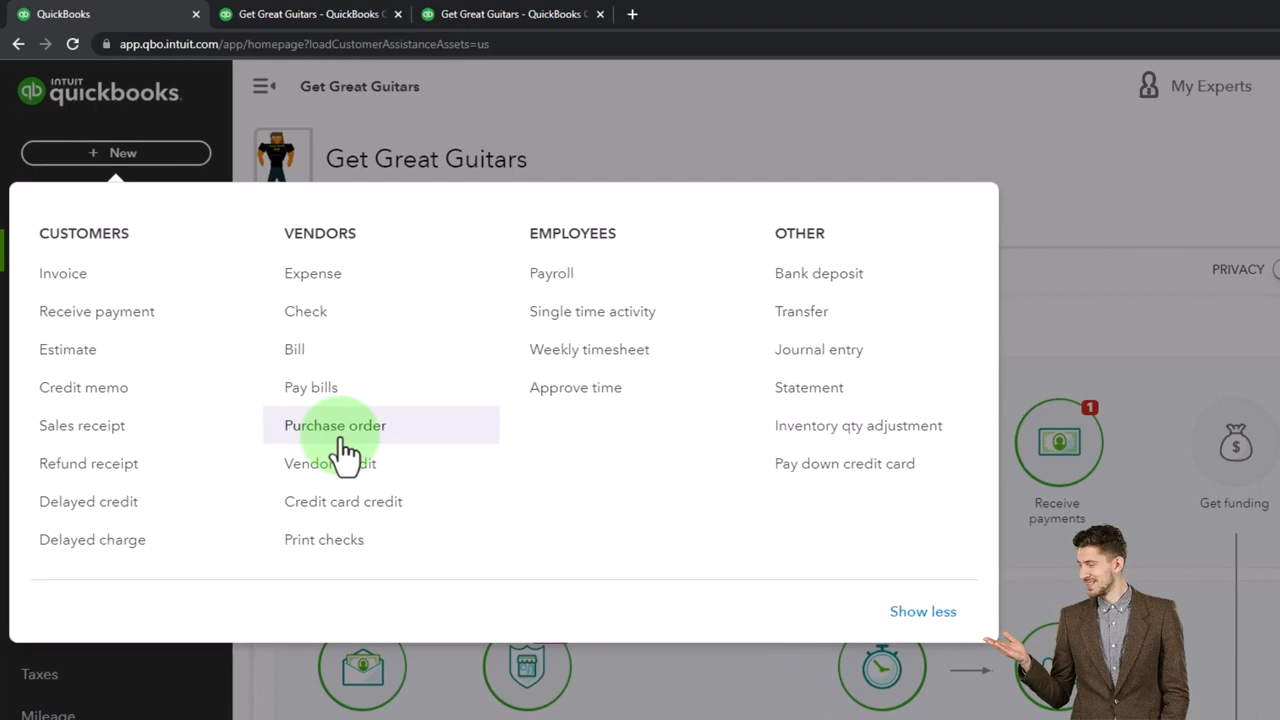 QuickBooks
Get Great Guitars - QuickBooks
Get Great Guitars - QuickBooks
app.qbo.intuit.com/app/homepage?loadCustomerAssistanceAssets=us
INTUIT
quickbooks.
qb
Get Great Guitars
My Experts
+ New
Get Great Guitars
CUSTOMERS
Invoice
Receive payment
Estimate
Credit memo
Sales receipt
Refund receipt
Delayed credit
Delayed charge
VENDORS
Expense
Check
Bill
Pay bills
Purchase order
Vendor credit
Credit card credit
Print checks
EMPLOYEES
Payroll
Single time activity
Weekly timesheet
Approve time
OTHER
Bank deposit
Transfer
Journal entry
Statement
Inventory qty adjustment
Pay down credit card
Show less
PRIVACY
1
Receive
payments
$
Get funding
Taxes
Mileage